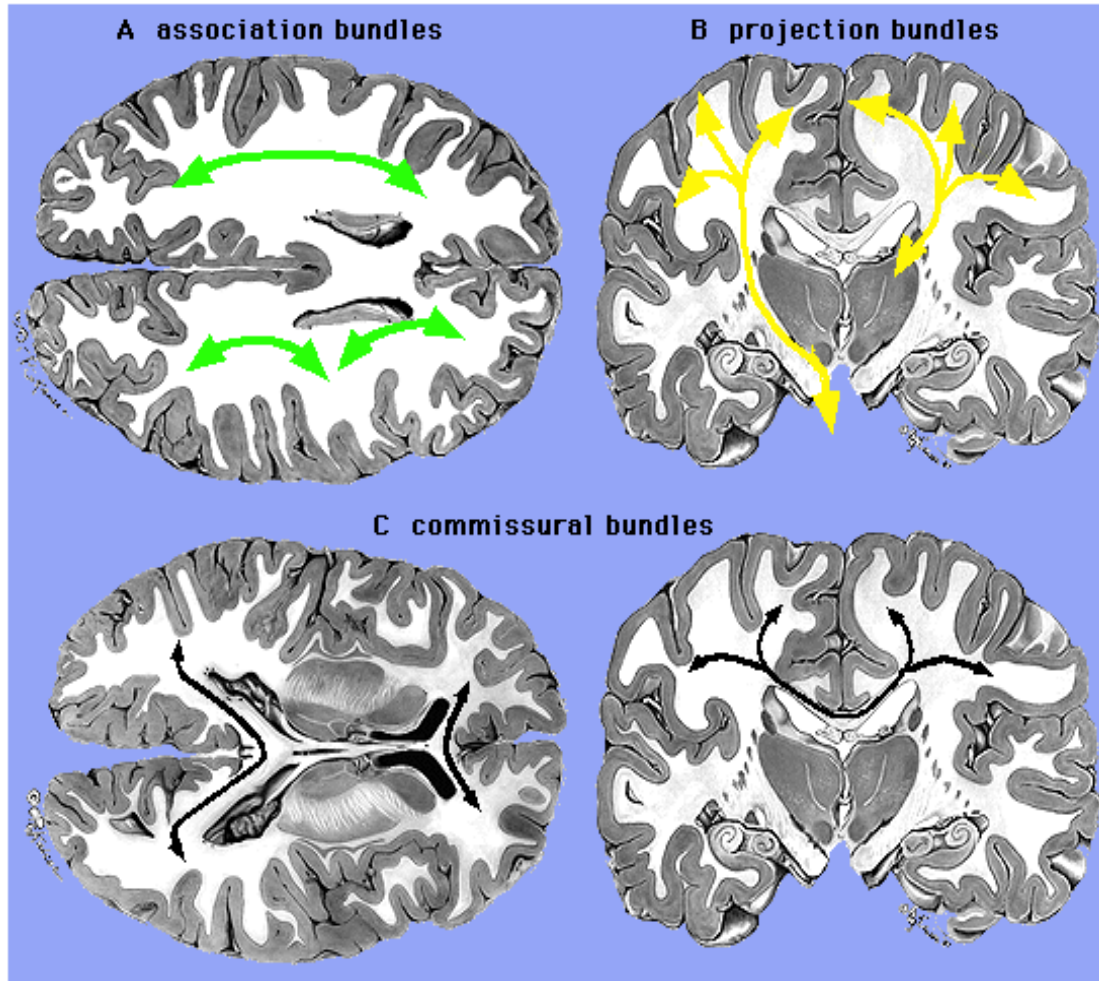 A association bundles
B projection bundles
C commissural bundles